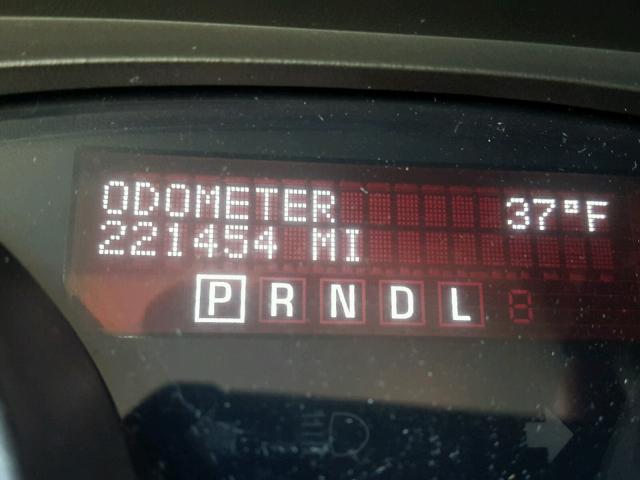 ODOMETER 37°F
221454 MI
P R N D L